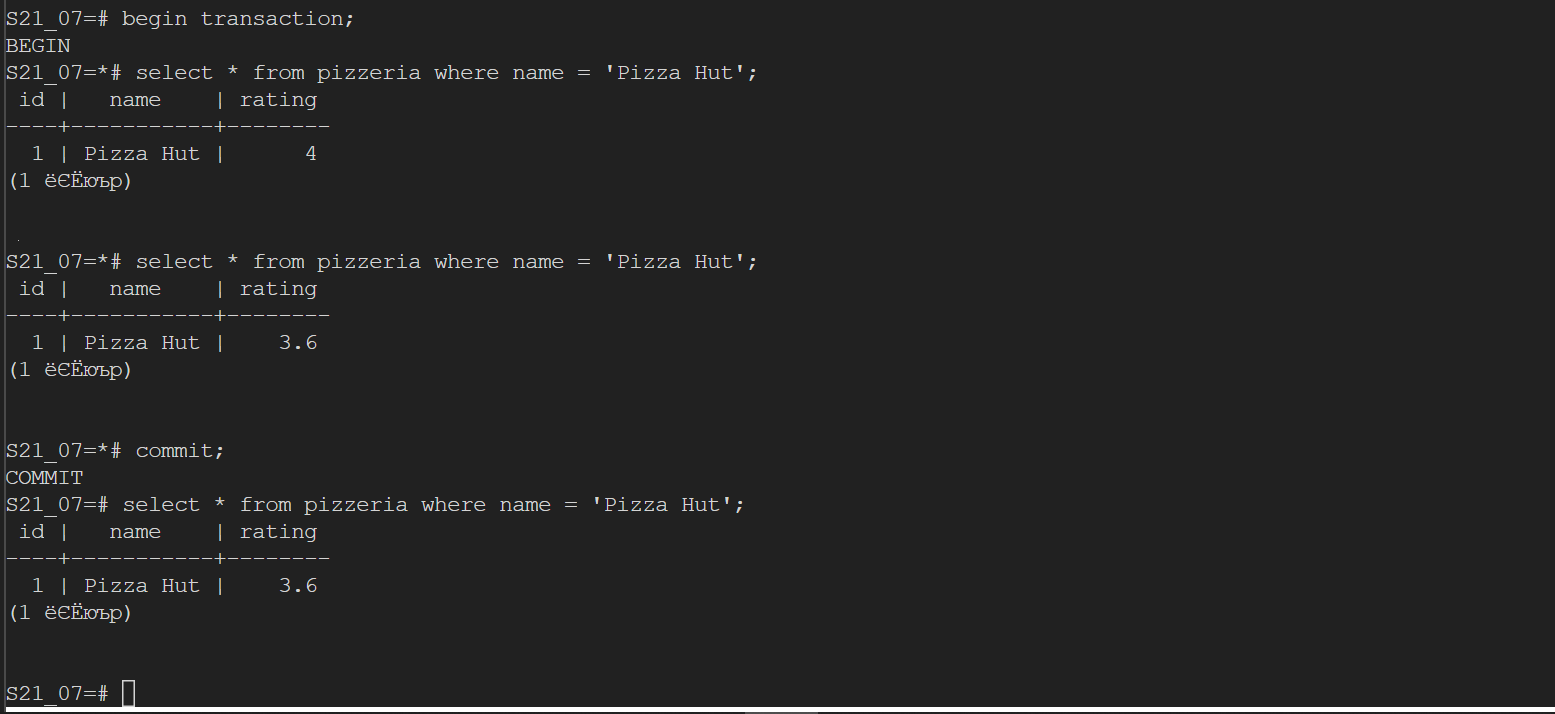 S21_07=# begin transaction;
BEGIN
S21_07=*# select * from pizzeria where name = 'Pizza Hut';
 id |   name    | rating
----+-----------+--------
  1 | Pizza Hut |      4
(1 ёЄЁюър)
S21_07=*# select * from pizzeria where name = 'Pizza Hut';
 id |   name    | rating
----+-----------+--------
  1 | Pizza Hut |    3.6
(1 ёЄЁюър)
S21_07=*# commit;
COMMIT
S21_07=# select * from pizzeria where name = 'Pizza Hut';
 id |   name    | rating
----+-----------+--------
  1 | Pizza Hut |    3.6
(1 ёЄЁюър)
S21_07=#